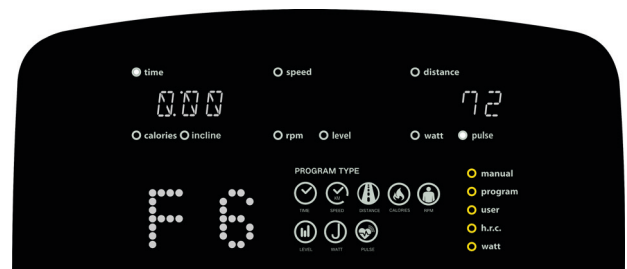 time speed distance
0:00 72
calories incline rpm level watt pulse
PROGRAM TYPE
manual
program
user
h.r.c.
watt
KM
TIME SPEED DISTANCE CALORIES RPM
LEVEL WATT PULSE
F 6